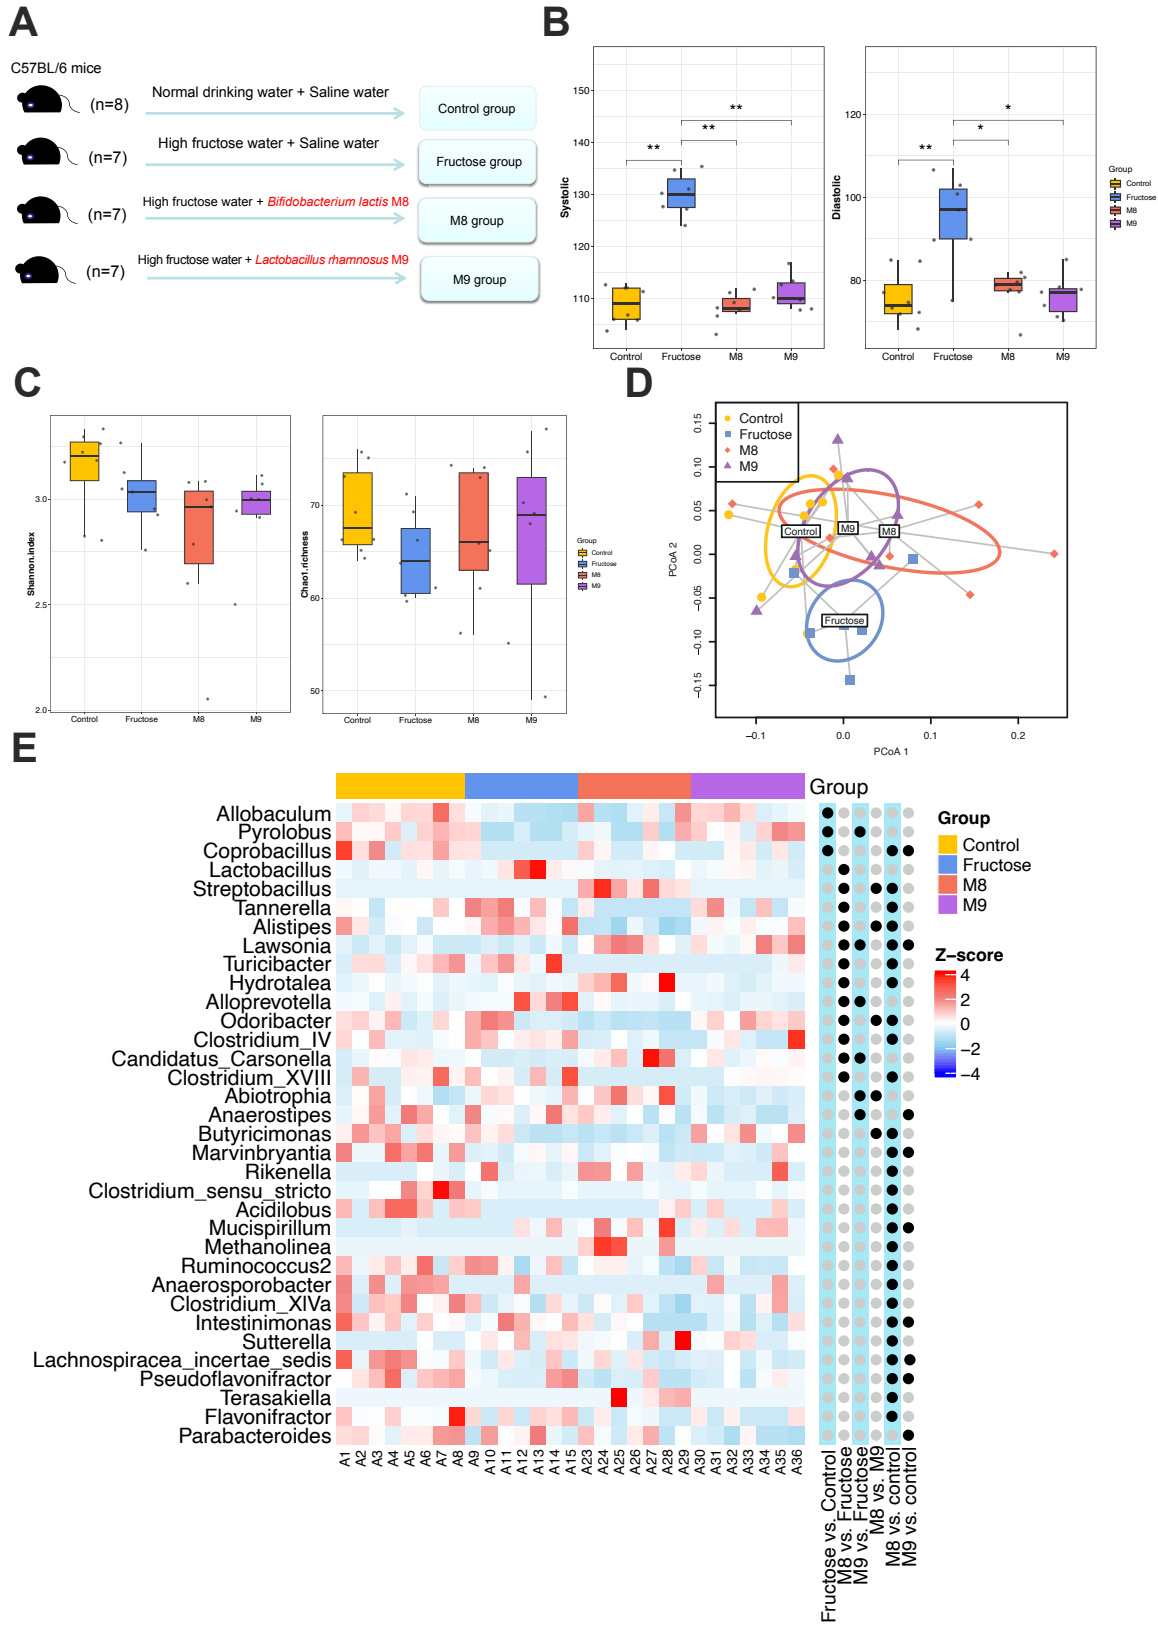 A
C57BL/6 mice
(n=8)
Normal drinking water + Saline water
Control group
(n=7)
High fructose water + Saline water
Fructose group
(n=7)
High fructose water + Bifidobacterium lactis M8
M8 group
(n=7)
High fructose water + Lactobacillus rhamnosus M9
M9 group
B
Systolic
150
140
130
120
110
**
**
**
Control
Fructose
M8
M9
Diastolic
120
100
80
**
*
*
Control
Fructose
M8
M9
Group
Control
Fructose
M8
M9
C
Shannon.index
3.0
2.5
2.0
Control
Fructose
M8
M9
Chao1.richness
70
60
50
Control
Fructose
M8
M9
Group
Control
Fructose
M8
M9
D
Control
Fructose
M8
M9
PCoA 2
0.15
0.10
0.05
0.00
−0.05
−0.10
−0.15
Control
M9
M8
Fructose
−0.1
0.0
0.1
0.2
PCoA 1
E
Group
Allobaculum
Pyrolobus
Coprobacillus
Lactobacillus
Streptobacillus
Tannerella
Alistipes
Lawsonia
Turicibacter
Hydrotalea
Alloprevotella
Odoribacter
Clostridium_IV
Candidatus_Carsonella
Clostridium_XVIII
Abiotrophia
Anaerostipes
Butyricimonas
Marvinbryantia
Rikenella
Clostridium_sensu_stricto
Acidilobus
Mucispirillum
Methanolinea
Ruminococcus2
Anaerosporobacter
Clostridium_XlVa
Intestinimonas
Sutterella
Lachnospiracea_incertae_sedis
Pseudoflavonifractor
Terasakiella
Flavonifractor
Parabacteroides
A1
A2
A3
A4
A5
A6
A7
A8
A9
A10
A11
A12
A13
A15
A23
A24
A25
A26
A27
A28
A29
A30
A31
A32
A33
A34
A35
A36
Fructose vs. Control
M8 vs. Fructose
M9 vs. Fructose
M8 vs. M9
M8 vs. control
M9 vs. control
Group
Control
Fructose
M8
M9
Z−score
4
2
0
−2
−4